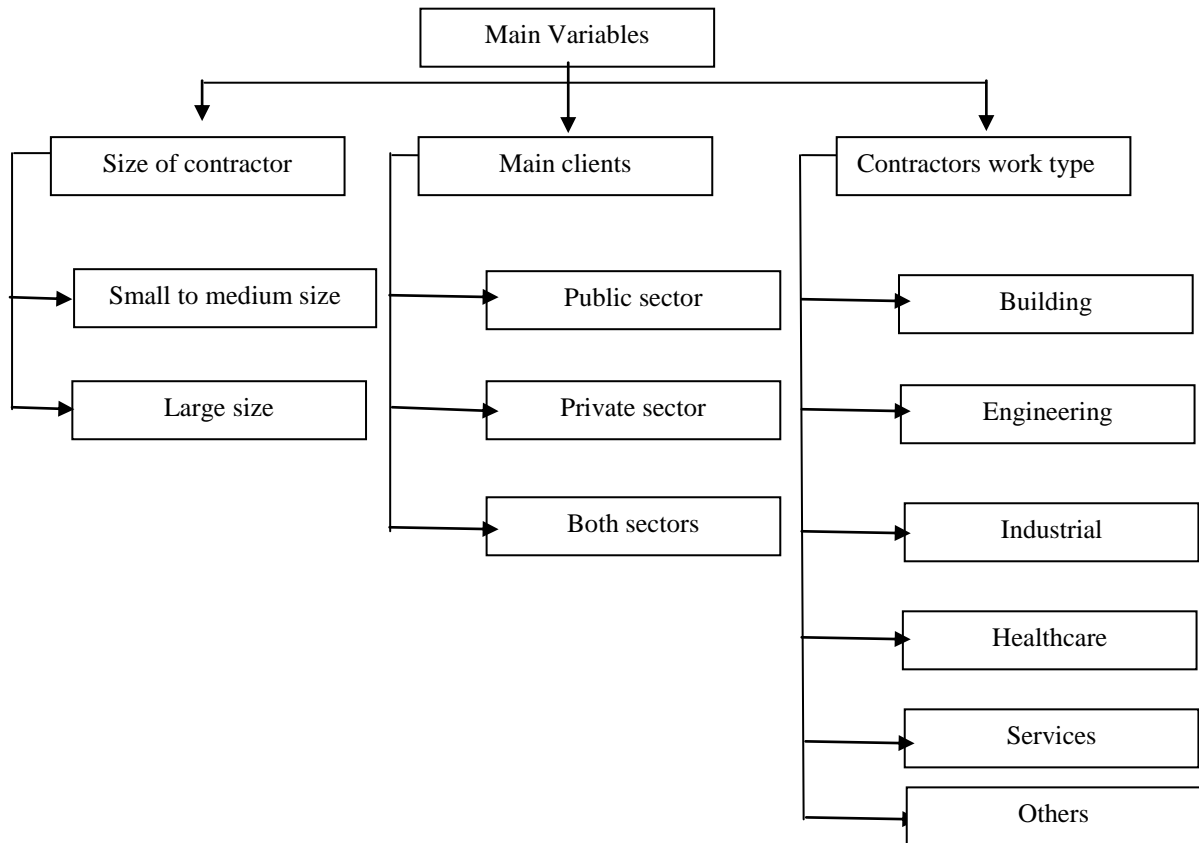 Main Variables
Size of contractor
Main clients
Contractors work type
Small to medium size
Large size
Public sector
Private sector
Both sectors
Building
Engineering
Industrial
Healthcare
Services
Others